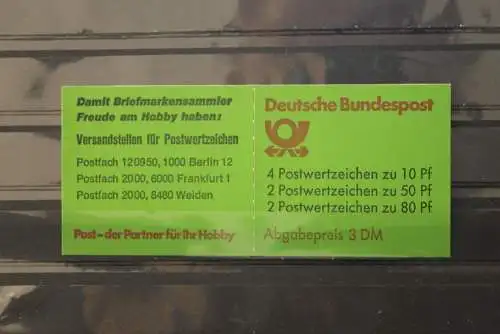 Damit Briefmarkensammler
Freude am Hobby haben:
Versandstellen für Postwertzeichen
Postfach 120950, 1000 Berlin 12
Postfach 2000, 6000 Frankfurt 1
Postfach 2000, 8480 Weiden
Post – der Partner für Ihr Hobby
Deutsche Bundespost
4 Postwertzeichen zu 10 Pf
2 Postwertzeichen zu 50 Pf
2 Postwertzeichen zu 80 Pf
Abgabepreis 3 DM